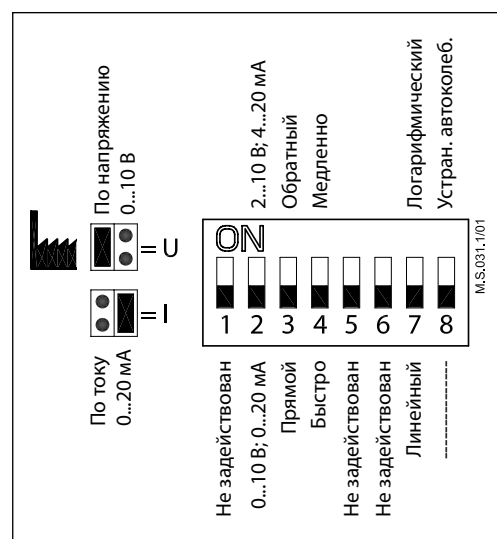 По напряжению
0...10 В
= U
По току
0...20 мА
= I
2...10 В; 4...20 мА
Обратный
Медленно
Логарифмический
Устран. автоколеб.
ON
1 2 3 4 5 6 7 8
Не задействован
0...10 В; 0...20 мА
Прямой
Быстро
Не задействован
Не задействован
Линейный
--------------
M.S.031.1/01